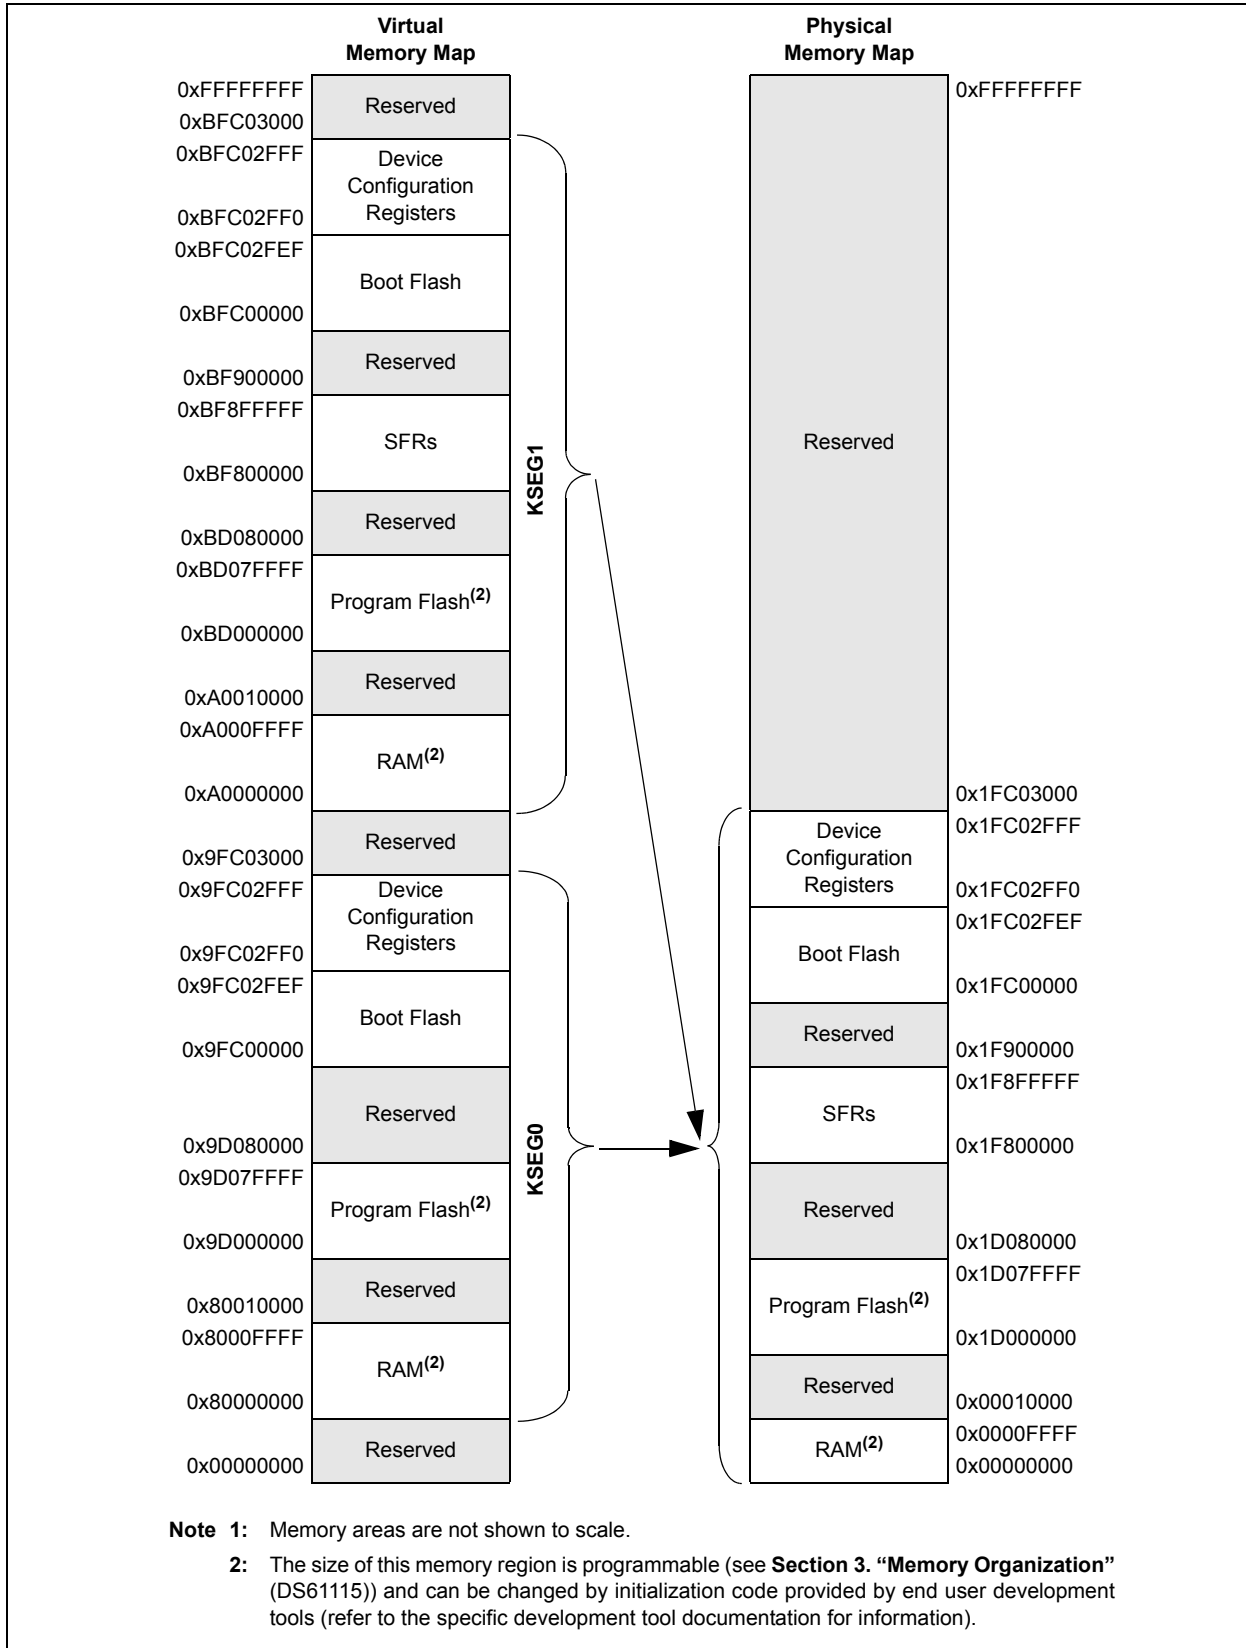 Virtual
Memory Map
Physical
Memory Map
0xFFFFFFFF
Reserved
0xBFC03000
0xBFC02FFF
Device
Configuration
Registers
0xBFC02FF0
0xBFC02FEF
Boot Flash
0xBFC00000
Reserved
0xBF900000
0xBF8FFFFF
SFRs
0xBF800000
Reserved
0xBD080000
0xBD07FFFF
Program Flash(2)
0xBD000000
Reserved
0xA0010000
0xA000FFFF
RAM(2)
0xA0000000
Reserved
0x9FC03000
0x9FC02FFF
Device
Configuration
Registers
0x9FC02FF0
0x9FC02FEF
Boot Flash
0x9FC00000
Reserved
0x9D080000
0x9D07FFFF
Program Flash(2)
0x9D000000
Reserved
0x80010000
0x8000FFFF
RAM(2)
0x80000000
Reserved
0x00000000
KSEG1
KSEG0
0xFFFFFFFF
Reserved
0x1FC03000
0x1FC02FFF
Device
Configuration
Registers
0x1FC02FF0
0x1FC02FEF
Boot Flash
0x1FC00000
Reserved
0x1F900000
0x1F8FFFFF
SFRs
0x1F800000
Reserved
0x1D080000
0x1D07FFFF
Program Flash(2)
0x1D000000
Reserved
0x00010000
0x0000FFFF
RAM(2)
0x00000000
Note 1: Memory areas are not shown to scale.
2: The size of this memory region is programmable (see Section 3. “Memory Organization”
(DS61115)) and can be changed by initialization code provided by end user development
tools (refer to the specific development tool documentation for information).